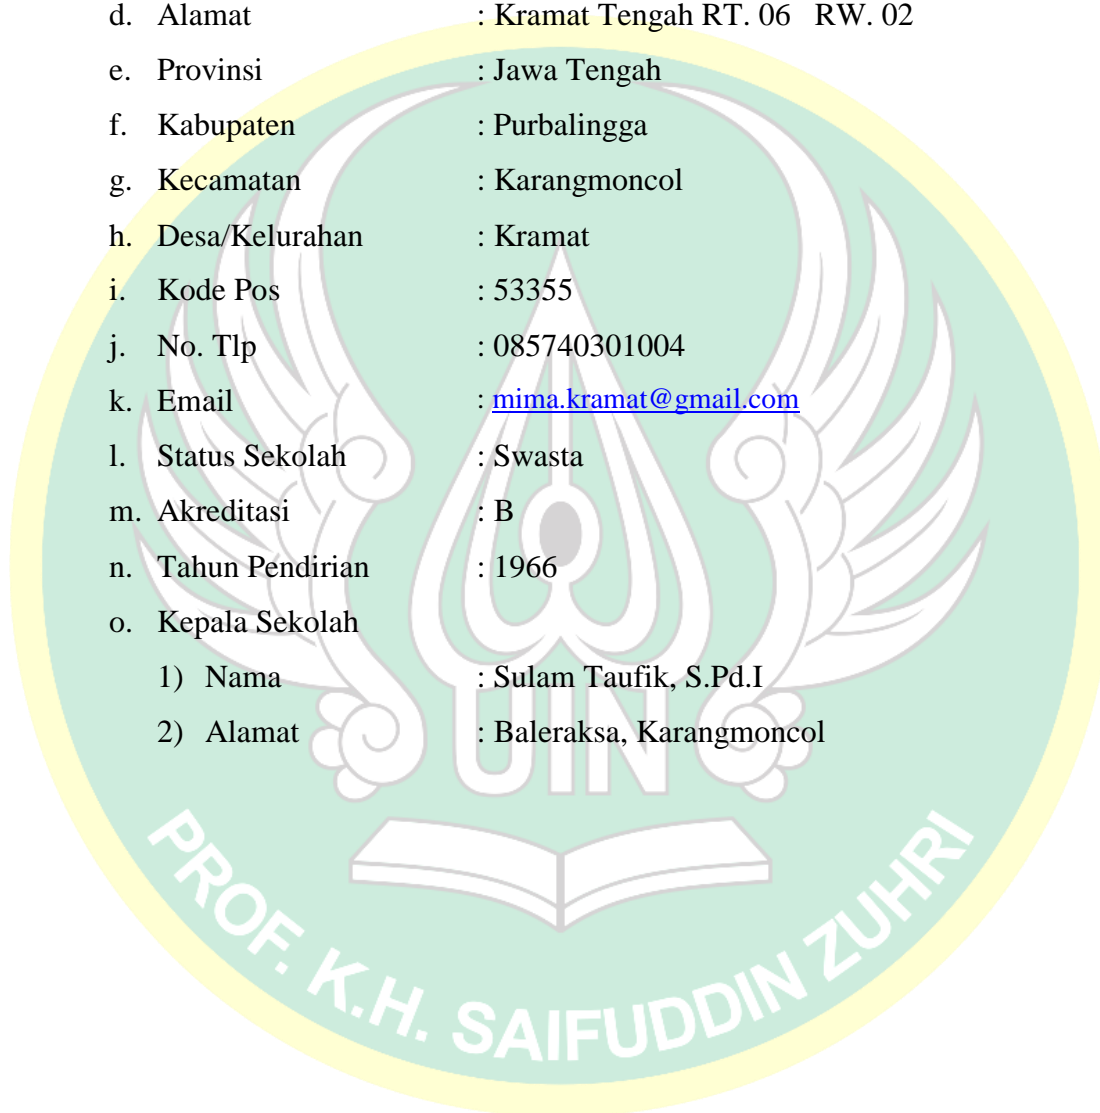 d. Alamat : Kramat Tengah RT. 06 RW. 02
e. Provinsi : Jawa Tengah
f. Kabupaten : Purbalingga
g. Kecamatan : Karangmoncol
h. Desa/Kelurahan : Kramat
i. Kode Pos : 53355
j. No. Tlp : 085740301004
k. Email : mima.kramat@gmail.com
l. Status Sekolah : Swasta
m. Akreditasi : B
n. Tahun Pendirian : 1966
o. Kepala Sekolah
1) Nama : Sulam Taufik, S.Pd.I
2) Alamat : Baleraksa, Karangmoncol
UIN
PROF. K.H. SAIFUDDIN ZUHRI